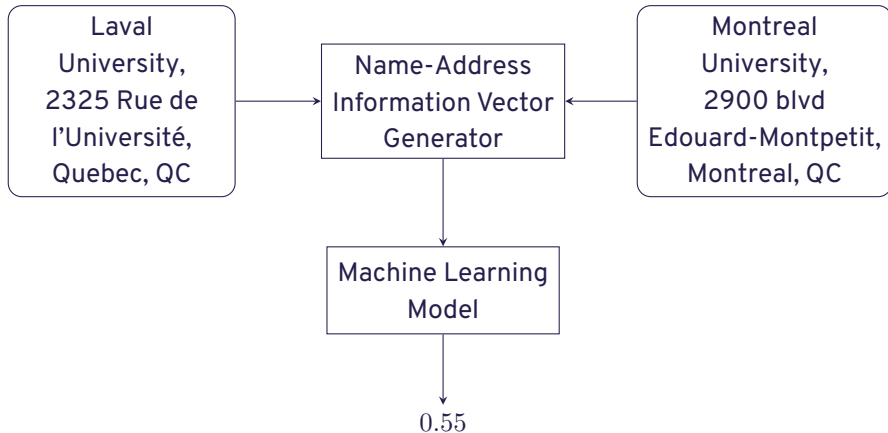 Laval
University,
2325 Rue de
l'Université,
Quebec, QC
Name-Address
Information Vector
Generator
Montreal
University,
2900 blvd
Edouard-Montpetit,
Montreal, QC
Machine Learning
Model
0.55